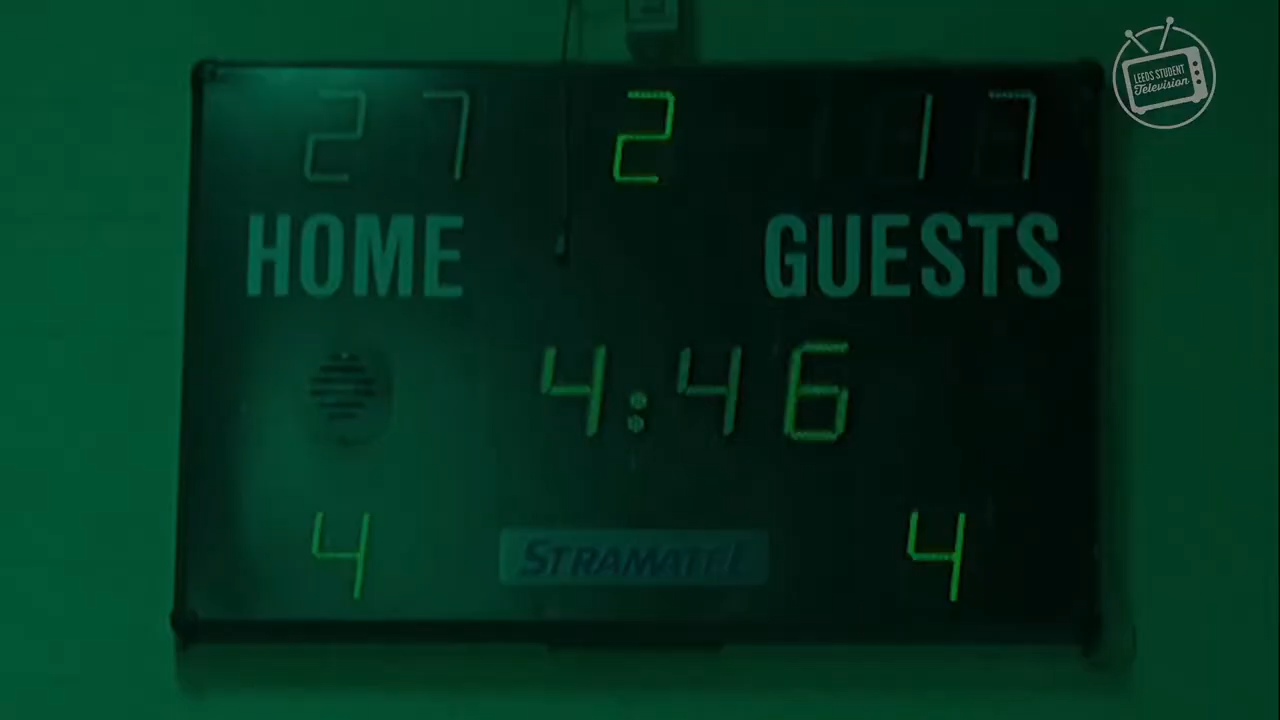 LEEDS STUDENT
Television
27 2 17
HOME GUESTS
4:46
4 4
STRAMATEL